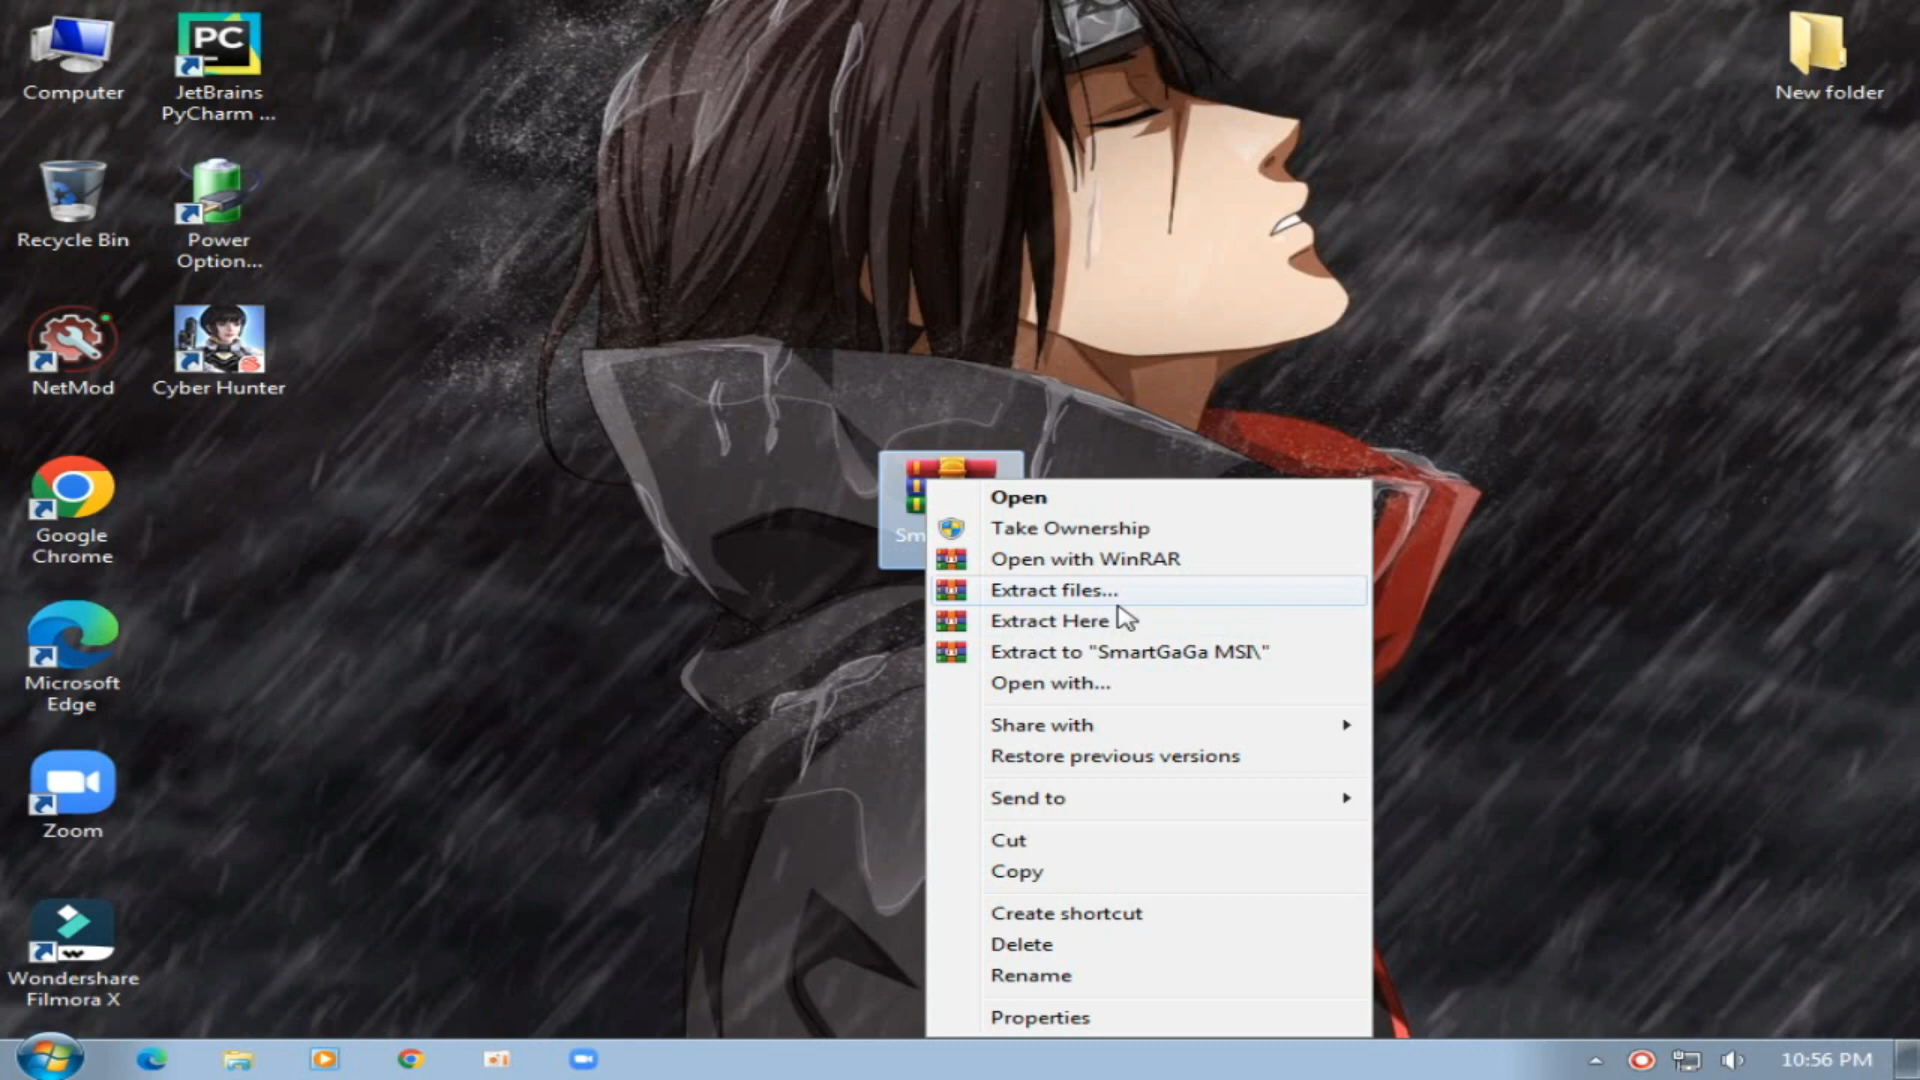 Computer
JetBrains
PyCharm ...
New folder
Recycle Bin
Power
Option...
NetMod
Cyber Hunter
Google
Chrome
Microsoft
Edge
Zoom
Wondershare
Filmora X
Sm
Open
Take Ownership
Open with WinRAR
Extract files...
Extract Here
Extract to "SmartGaGa MSI\"
Open with...
Share with
Restore previous versions
Send to
Cut
Copy
Create shortcut
Delete
Rename
Properties
10:56 PM
PC